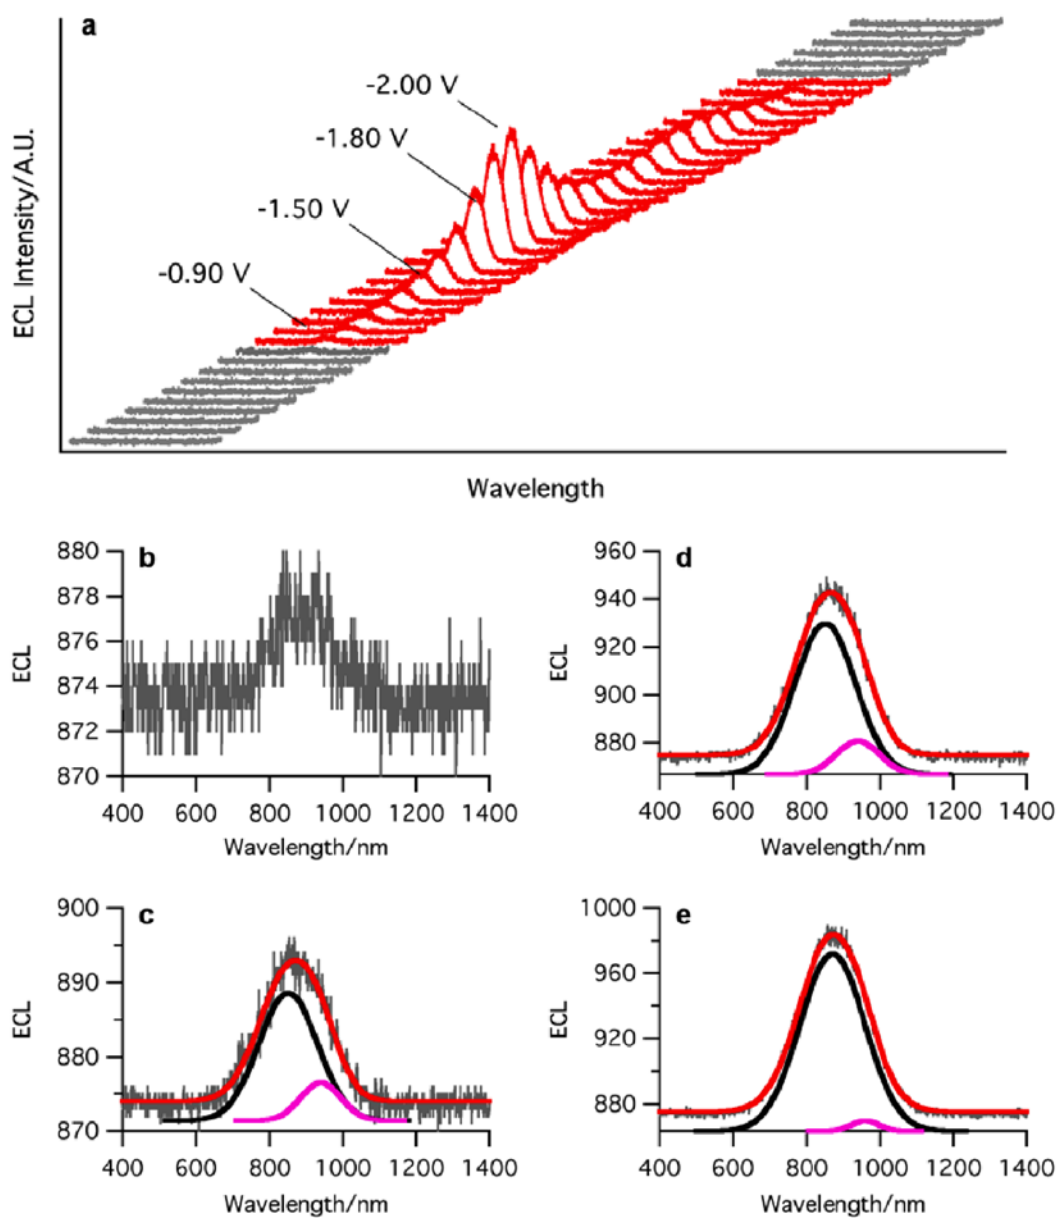 a
-2.00 V
-1.80 V
-1.50 V
-0.90 V
ECL Intensity/A.U.
Wavelength
b
880
878
876
874
872
870
ECL
400 600 800 1000 1200 1400
Wavelength/nm
d
960
940
920
900
880
ECL
400 600 800 1000 1200 1400
Wavelength/nm
c
900
890
880
870
ECL
400 600 800 1000 1200 1400
Wavelength/nm
e
1000
960
920
880
ECL
400 600 800 1000 1200 1400
Wavelength/nm